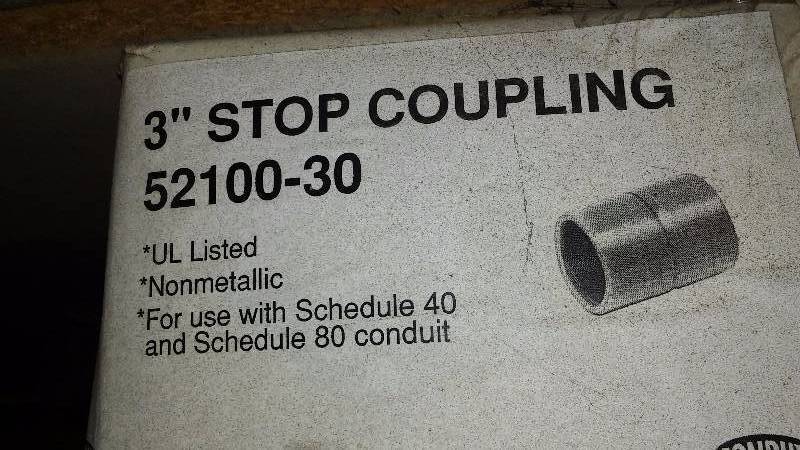 3" STOP COUPLING
52100-30
*UL Listed
*Nonmetallic
*For use with Schedule 40
and Schedule 80 conduit